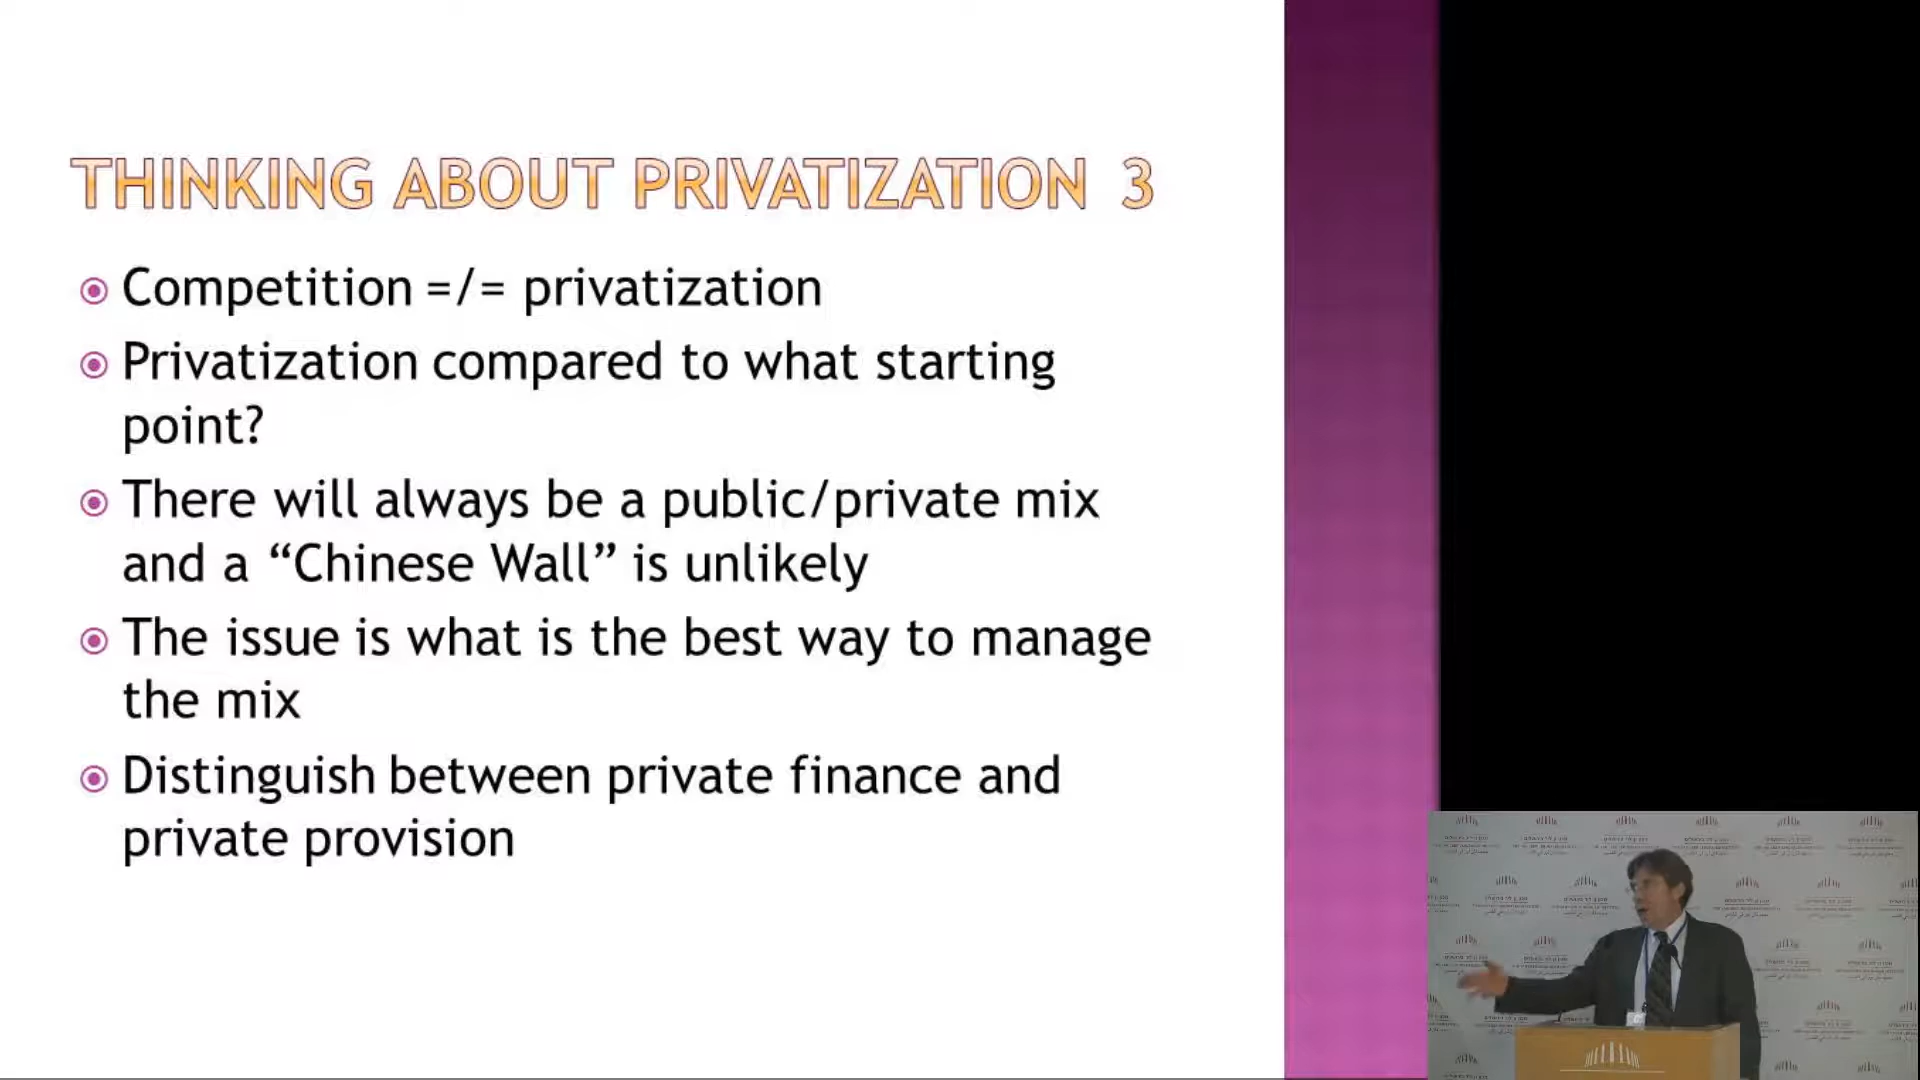 THINKING ABOUT PRIVATIZATION 3
Competition =/= privatization
Privatization compared to what starting
point?
There will always be a public/private mix
and a “Chinese Wall” is unlikely
The issue is what is the best way to manage
the mix
Distinguish between private finance and
private provision